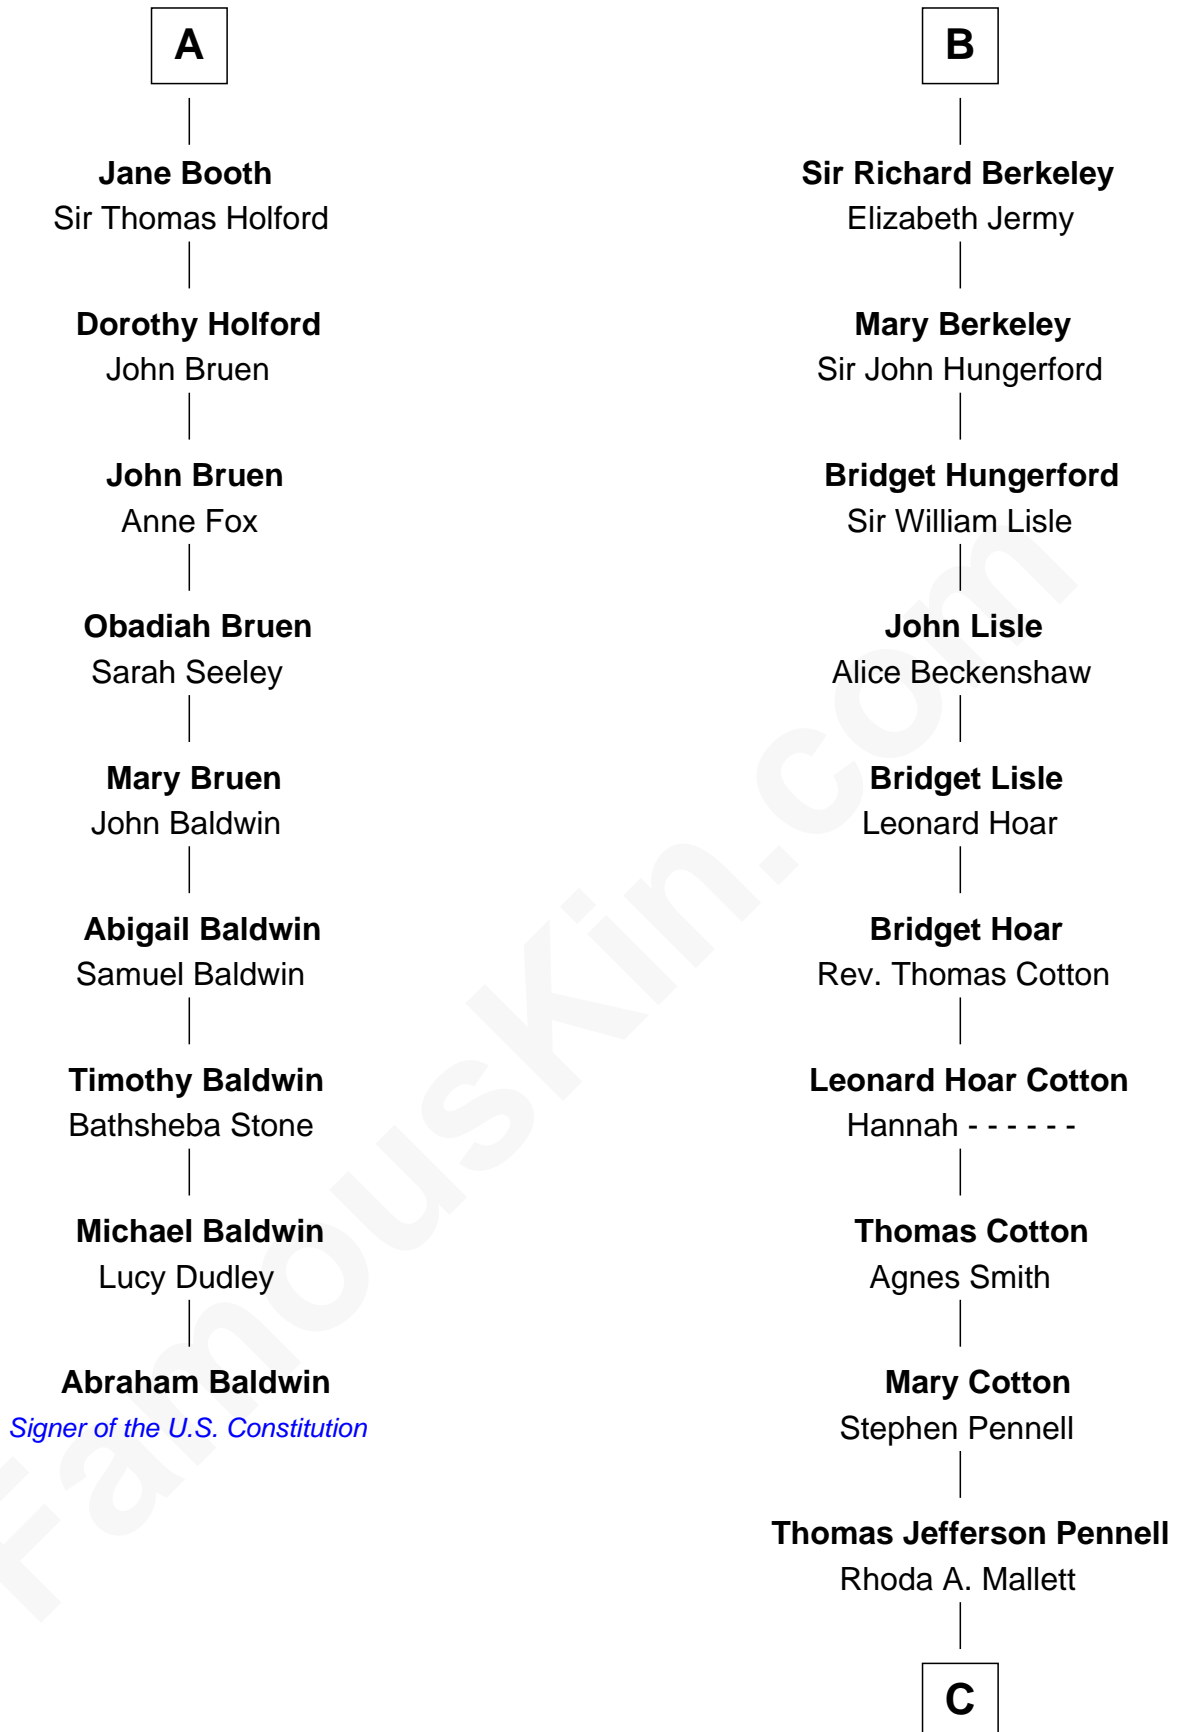 A
Jane Booth
Sir Thomas Holford
Dorothy Holford
John Bruen
John Bruen
Anne Fox
Obadiah Bruen
Sarah Seeley
Mary Bruen
John Baldwin
Abigail Baldwin
Samuel Baldwin
Timothy Baldwin
Bathsheba Stone
Michael Baldwin
Lucy Dudley
Abraham Baldwin
Signer of the U.S. Constitution
B
Sir Richard Berkeley
Elizabeth Jermy
Mary Berkeley
Sir John Hungerford
Bridget Hungerford
Sir William Lisle
John Lisle
Alice Beckenshaw
Bridget Lisle
Leonard Hoar
Bridget Hoar
Rev. Thomas Cotton
Leonard Hoar Cotton
Hannah - - - - - -
Thomas Cotton
Agnes Smith
Mary Cotton
Stephen Pennell
Thomas Jefferson Pennell
Rhoda A. Mallett
C
FamousKin.com